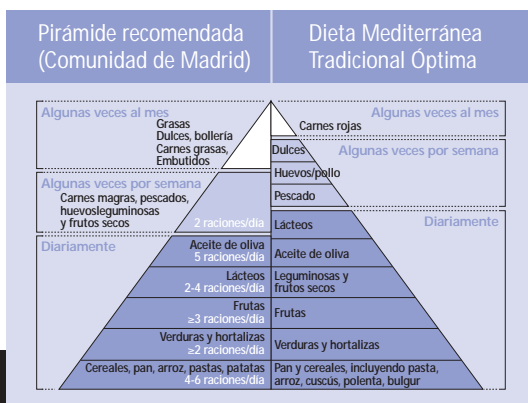 Pirámide recomendada
(Comunidad de Madrid)
Dieta Mediterránea
Tradicional Óptima
Algunas veces al mes
Grasas
Dulces, bollería
Carnes grasas,
Embutidos
Algunas veces por semana
Carnes magras, pescados,
huevosleguminosas
y frutos secos
2 raciones/día
Diariamente
Aceite de oliva
5 raciones/día
Lácteos
2-4 raciones/día
Frutas
≥3 raciones/día
Verduras y hortalizas
≥2 raciones/día
Cereales, pan, arroz, pastas, patatas
4-6 raciones/día
Algunas veces al mes
Carnes rojas
Algunas veces por semana
Dulces
Huevos/pollo
Pescado
Diariamente
Lácteos
Aceite de oliva
Leguminosas y
frutos secos
Frutas
Verduras y hortalizas
Pan y cereales, incluyendo pasta,
arroz, cuscús, polenta, bulgur